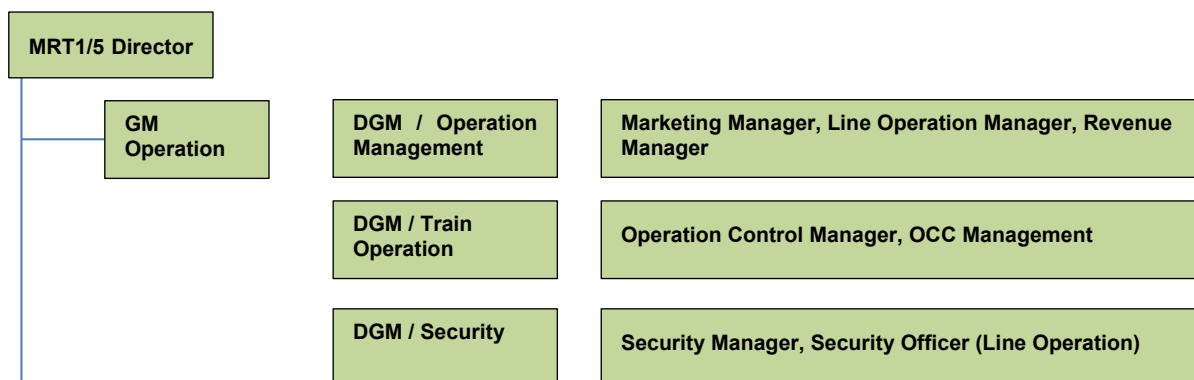 MRT1/5 Director
GM
Operation
DGM / Operation
Management
Marketing Manager, Line Operation Manager, Revenue
Manager
DGM / Train
Operation
Operation Control Manager, OCC Management
DGM / Security
Security Manager, Security Officer (Line Operation)